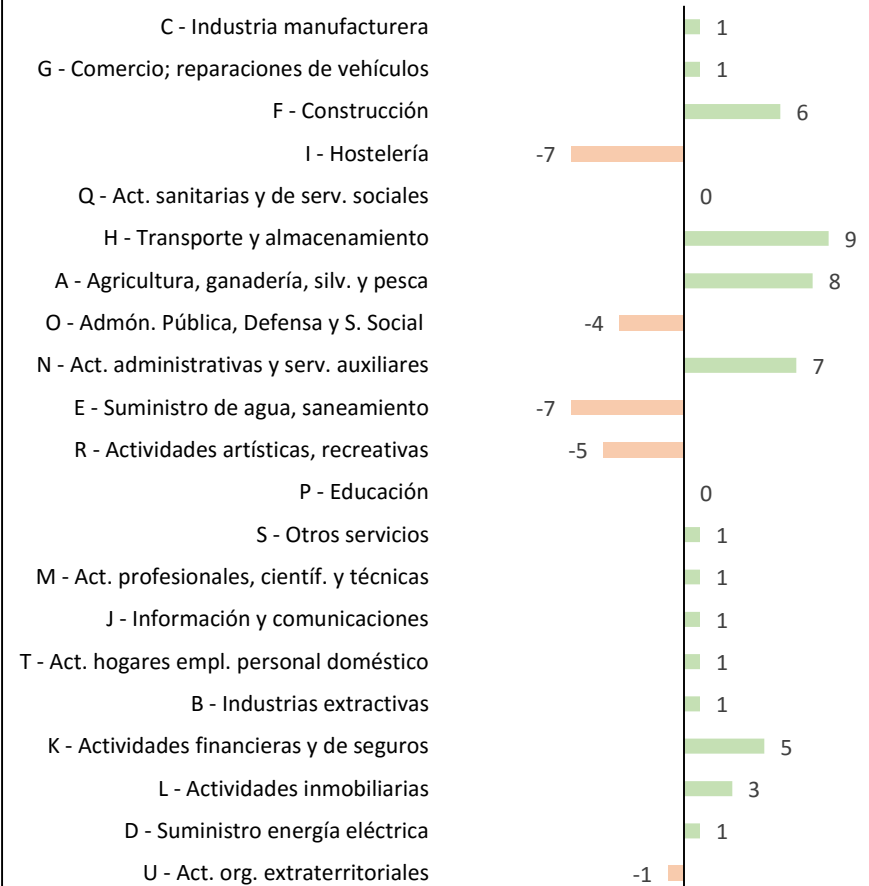 C - Industria manufacturera 1
G - Comercio; reparaciones de vehículos 1
F - Construcción 6
I - Hostelería -7
Q - Act. sanitarias y de serv. sociales 0
H - Transporte y almacenamiento 9
A - Agricultura, ganadería, silv. y pesca 8
O - Admón. Pública, Defensa y S. Social -4
N - Act. administrativas y serv. auxiliares 7
E - Suministro de agua, saneamiento -7
R - Actividades artísticas, recreativas -5
P - Educación 0
S - Otros servicios 1
M - Act. profesionales, científ. y técnicas 1
J - Información y comunicaciones 1
T - Act. hogares empl. personal doméstico 1
B - Industrias extractivas 1
K - Actividades financieras y de seguros 5
L - Actividades inmobiliarias 3
D - Suministro energía eléctrica 1
U - Act. org. extraterritoriales -1